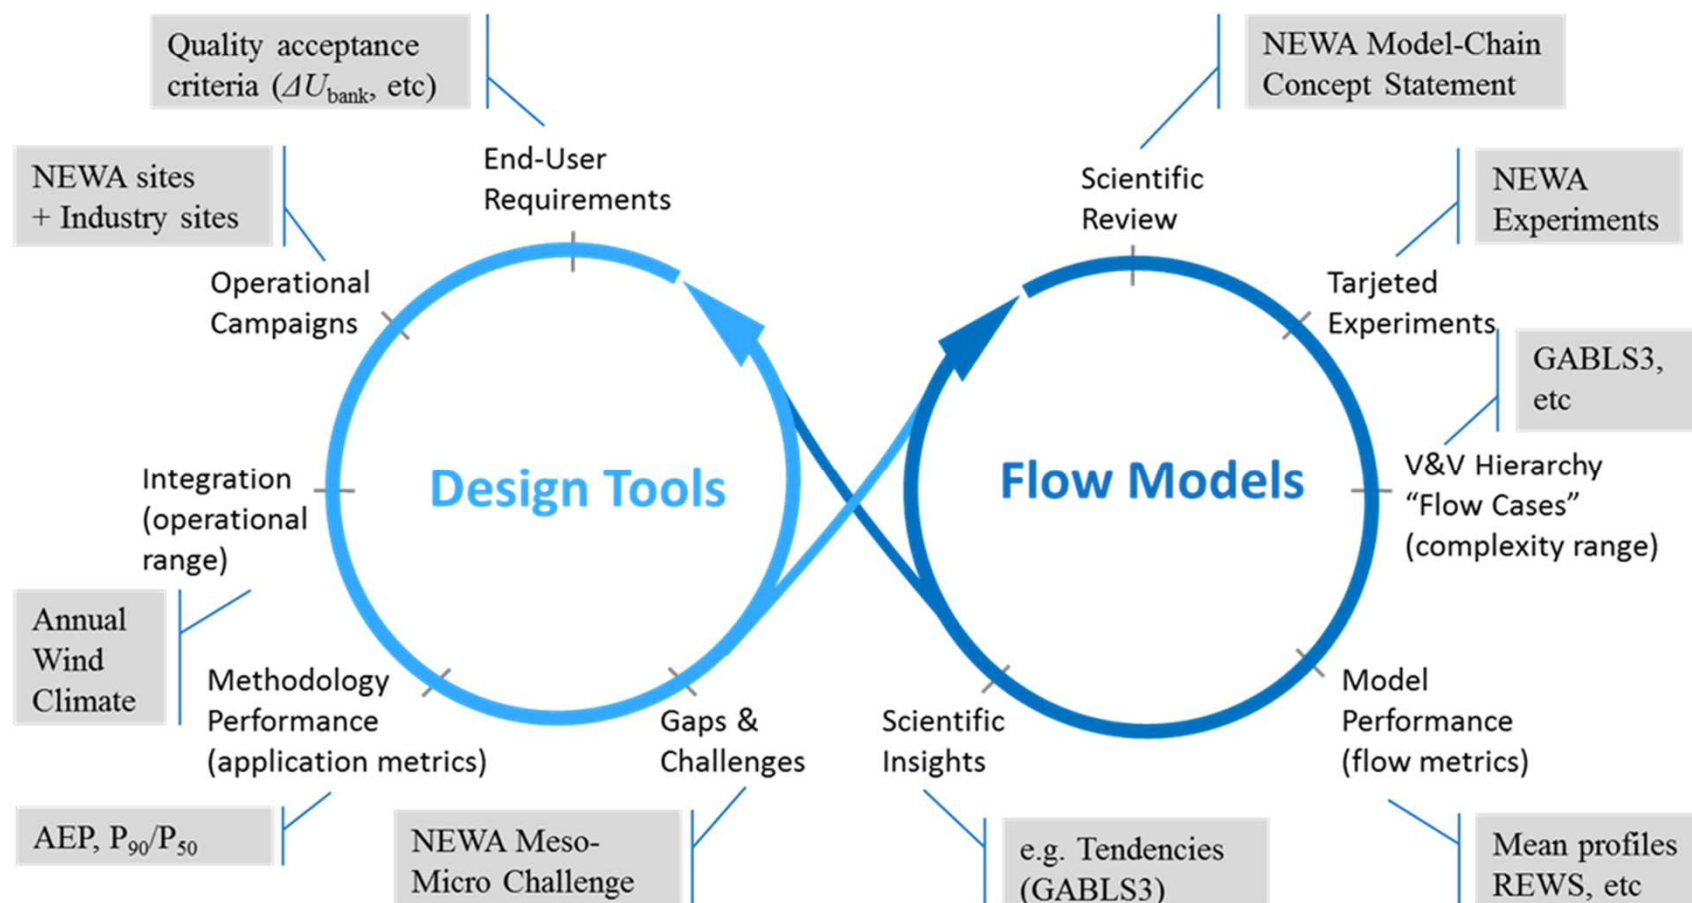 Quality acceptance
criteria (ΔU_bank, etc)
NEWA Model-Chain
Concept Statement
NEWA sites
+ Industry sites
End-User
Requirements
Scientific
Review
NEWA
Experiments
Operational
Campaigns
Tarjeted
Experiments
GABLS3,
etc
Integration
(operational
range)
Design Tools
Flow Models
V&V Hierarchy
“Flow Cases”
(complexity range)
Annual
Wind
Climate
Methodology
Performance
(application metrics)
Gaps &
Challenges
Scientific
Insights
Model
Performance
(flow metrics)
AEP, P₉₀/P₅₀
NEWA Meso-
Micro Challenge
e.g. Tendencies
(GABLS3)
Mean profiles
REWS, etc